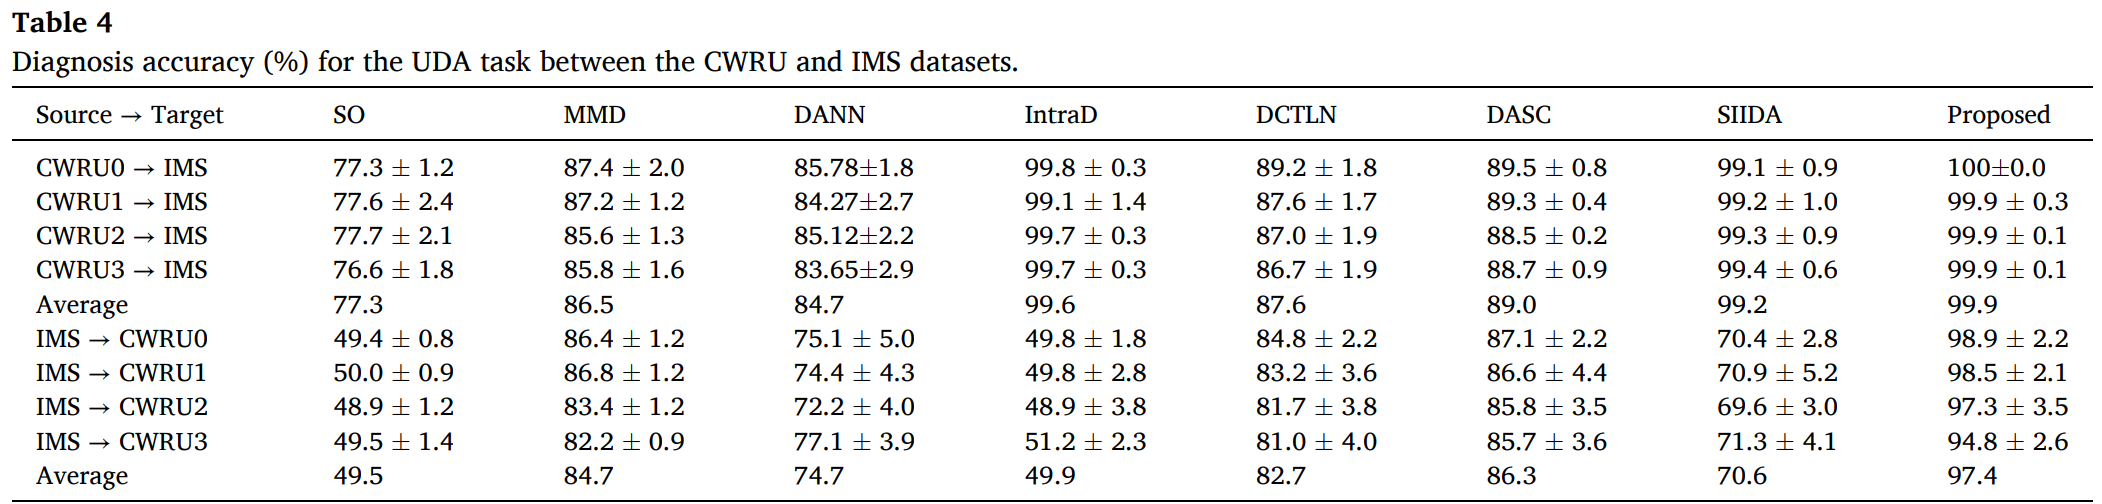 Table 4
Diagnosis accuracy (%) for the UDA task between the CWRU and IMS datasets.
Source → Target SO MMD DANN IntraD DCTLN DASC SIIDA Proposed
CWRU0 → IMS 77.3 ± 1.2 87.4 ± 2.0 85.78±1.8 99.8 ± 0.3 89.2 ± 1.8 89.5 ± 0.8 99.1 ± 0.9 100±0.0
CWRU1 → IMS 77.6 ± 2.4 87.2 ± 1.2 84.27±2.7 99.1 ± 1.4 87.6 ± 1.7 89.3 ± 0.4 99.2 ± 1.0 99.9 ± 0.3
CWRU2 → IMS 77.7 ± 2.1 85.6 ± 1.3 85.12±2.2 99.7 ± 0.3 87.0 ± 1.9 88.5 ± 0.2 99.3 ± 0.9 99.9 ± 0.1
CWRU3 → IMS 76.6 ± 1.8 85.8 ± 1.6 83.65±2.9 99.7 ± 0.3 86.7 ± 1.9 88.7 ± 0.9 99.4 ± 0.6 99.9 ± 0.1
Average 77.3 86.5 84.7 99.6 87.6 89.0 99.2 99.9
IMS → CWRU0 49.4 ± 0.8 86.4 ± 1.2 75.1 ± 5.0 49.8 ± 1.8 84.8 ± 2.2 87.1 ± 2.2 70.4 ± 2.8 98.9 ± 2.2
IMS → CWRU1 50.0 ± 0.9 86.8 ± 1.2 74.4 ± 4.3 49.8 ± 2.8 83.2 ± 3.6 86.6 ± 4.4 70.9 ± 5.2 98.5 ± 2.1
IMS → CWRU2 48.9 ± 1.2 83.4 ± 1.2 72.2 ± 4.0 48.9 ± 3.8 81.7 ± 3.8 85.8 ± 3.5 69.6 ± 3.0 97.3 ± 3.5
IMS → CWRU3 49.5 ± 1.4 82.2 ± 0.9 77.1 ± 3.9 51.2 ± 2.3 81.0 ± 4.0 85.7 ± 3.6 71.3 ± 4.1 94.8 ± 2.6
Average 49.5 84.7 74.7 49.9 82.7 86.3 70.6 97.4